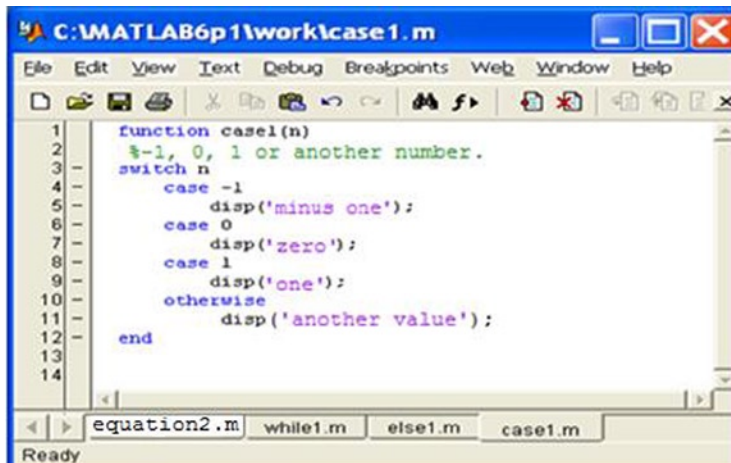 C:\MATLAB6p1\work\case1.m
File Edit View Text Debug Breakpoints Web Window Help
1 function case1(n)
2 %-1, 0, 1 or another number.
3 - switch n
4 - case -1
5 - disp('minus one');
6 - case 0
7 - disp('zero');
8 - case 1
9 - disp('one');
10 - otherwise
11 - disp('another value');
12 - end
13
14
equation2.m while1.m else1.m case1.m
Ready